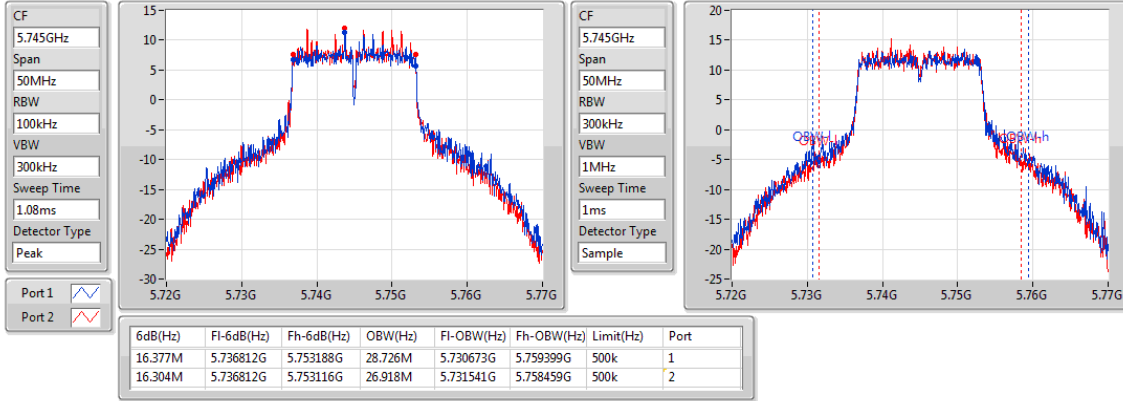 CF
5.745GHz
Span
50MHz
RBW
100kHz
VBW
300kHz
Sweep Time
1.08ms
Detector Type
Peak
Port 1
Port 2
15
10
5
0
-5
-10
-15
-20
-25
-30
5.72G 5.73G 5.74G 5.75G 5.76G 5.77G
CF
5.745GHz
Span
50MHz
RBW
300kHz
VBW
1MHz
Sweep Time
1ms
Detector Type
Sample
20
15
10
5
0
-5
-10
-15
-20
-25
5.72G 5.73G 5.74G 5.75G 5.76G 5.77G
6dB(Hz) Fl-6dB(Hz) Fh-6dB(Hz) OBW(Hz) Fl-OBW(Hz) Fh-OBW(Hz) Limit(Hz) Port
16.377M 5.736812G 5.753188G 28.726M 5.730673G 5.759399G 500k 1
16.304M 5.736812G 5.753116G 26.918M 5.731541G 5.758459G 500k 2